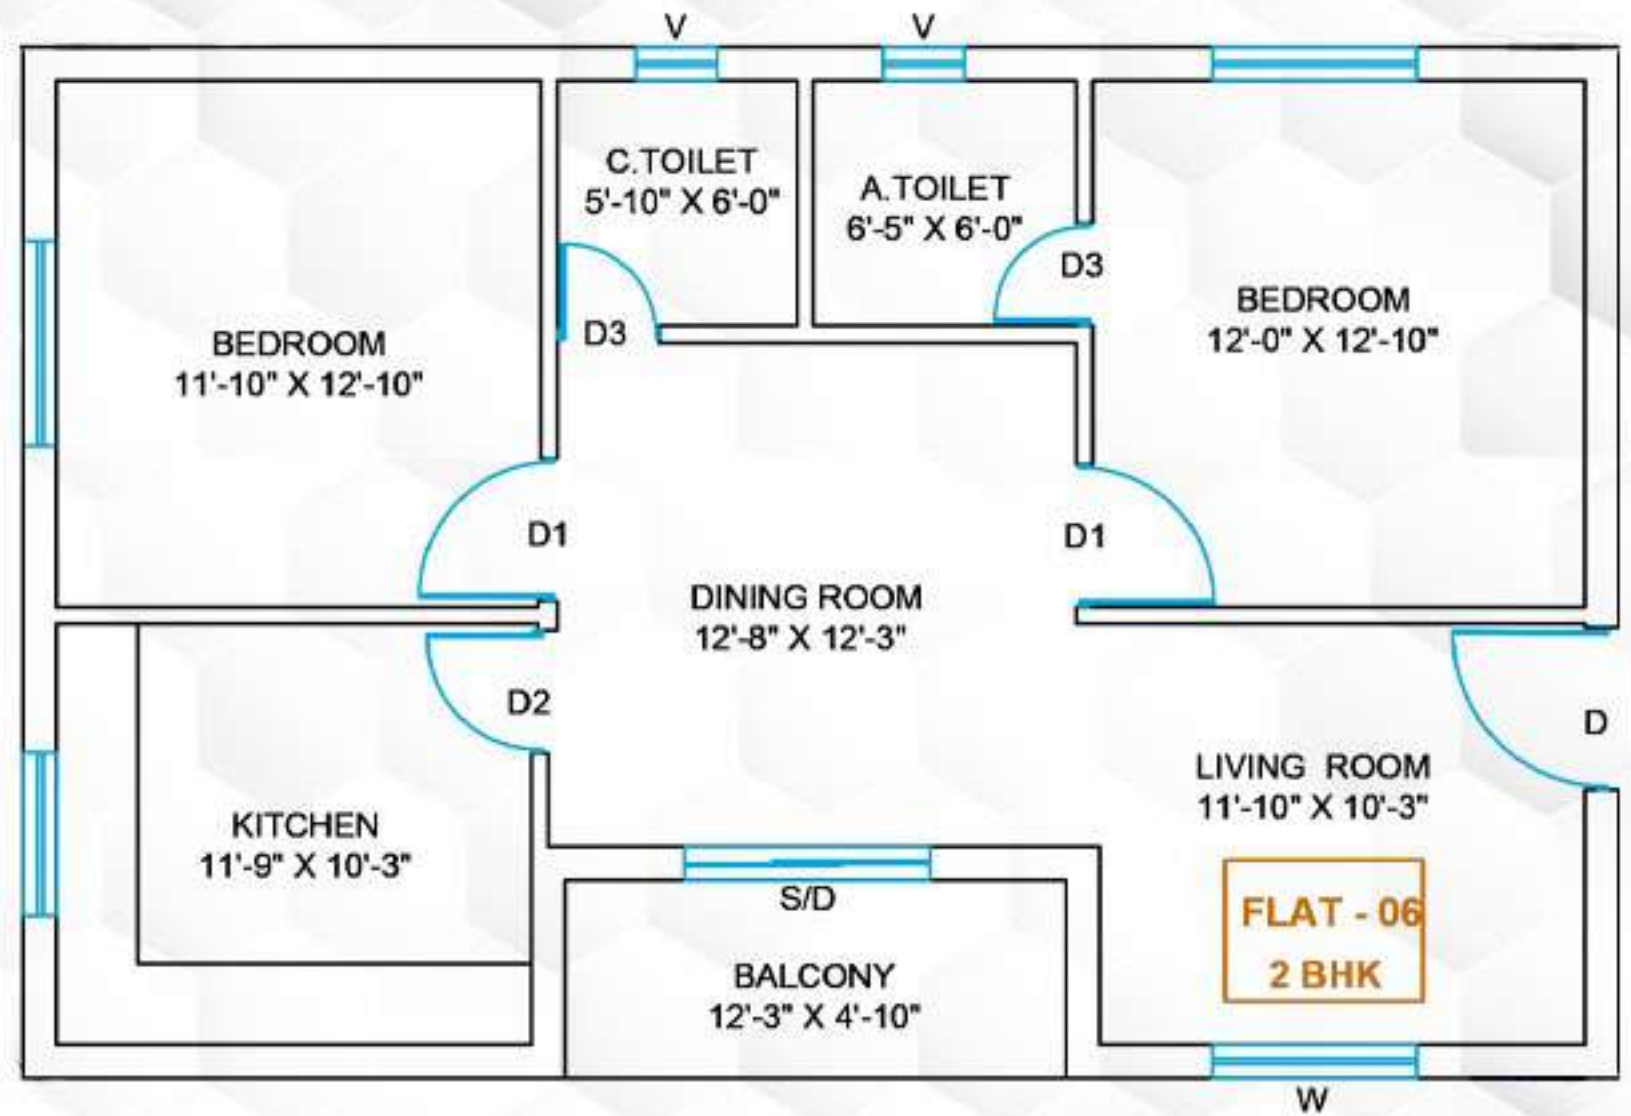 V
V
C.TOILET
5'-10" X 6'-0"
A.TOILET
6'-5" X 6'-0"
D3
D3
BEDROOM
12'-0" X 12'-10"
BEDROOM
11'-10" X 12'-10"
D1
D1
DINING ROOM
12'-8" X 12'-3"
D2
D
LIVING ROOM
11'-10" X 10'-3"
KITCHEN
11'-9" X 10'-3"
S/D
FLAT - 06
2 BHK
BALCONY
12'-3" X 4'-10"
W